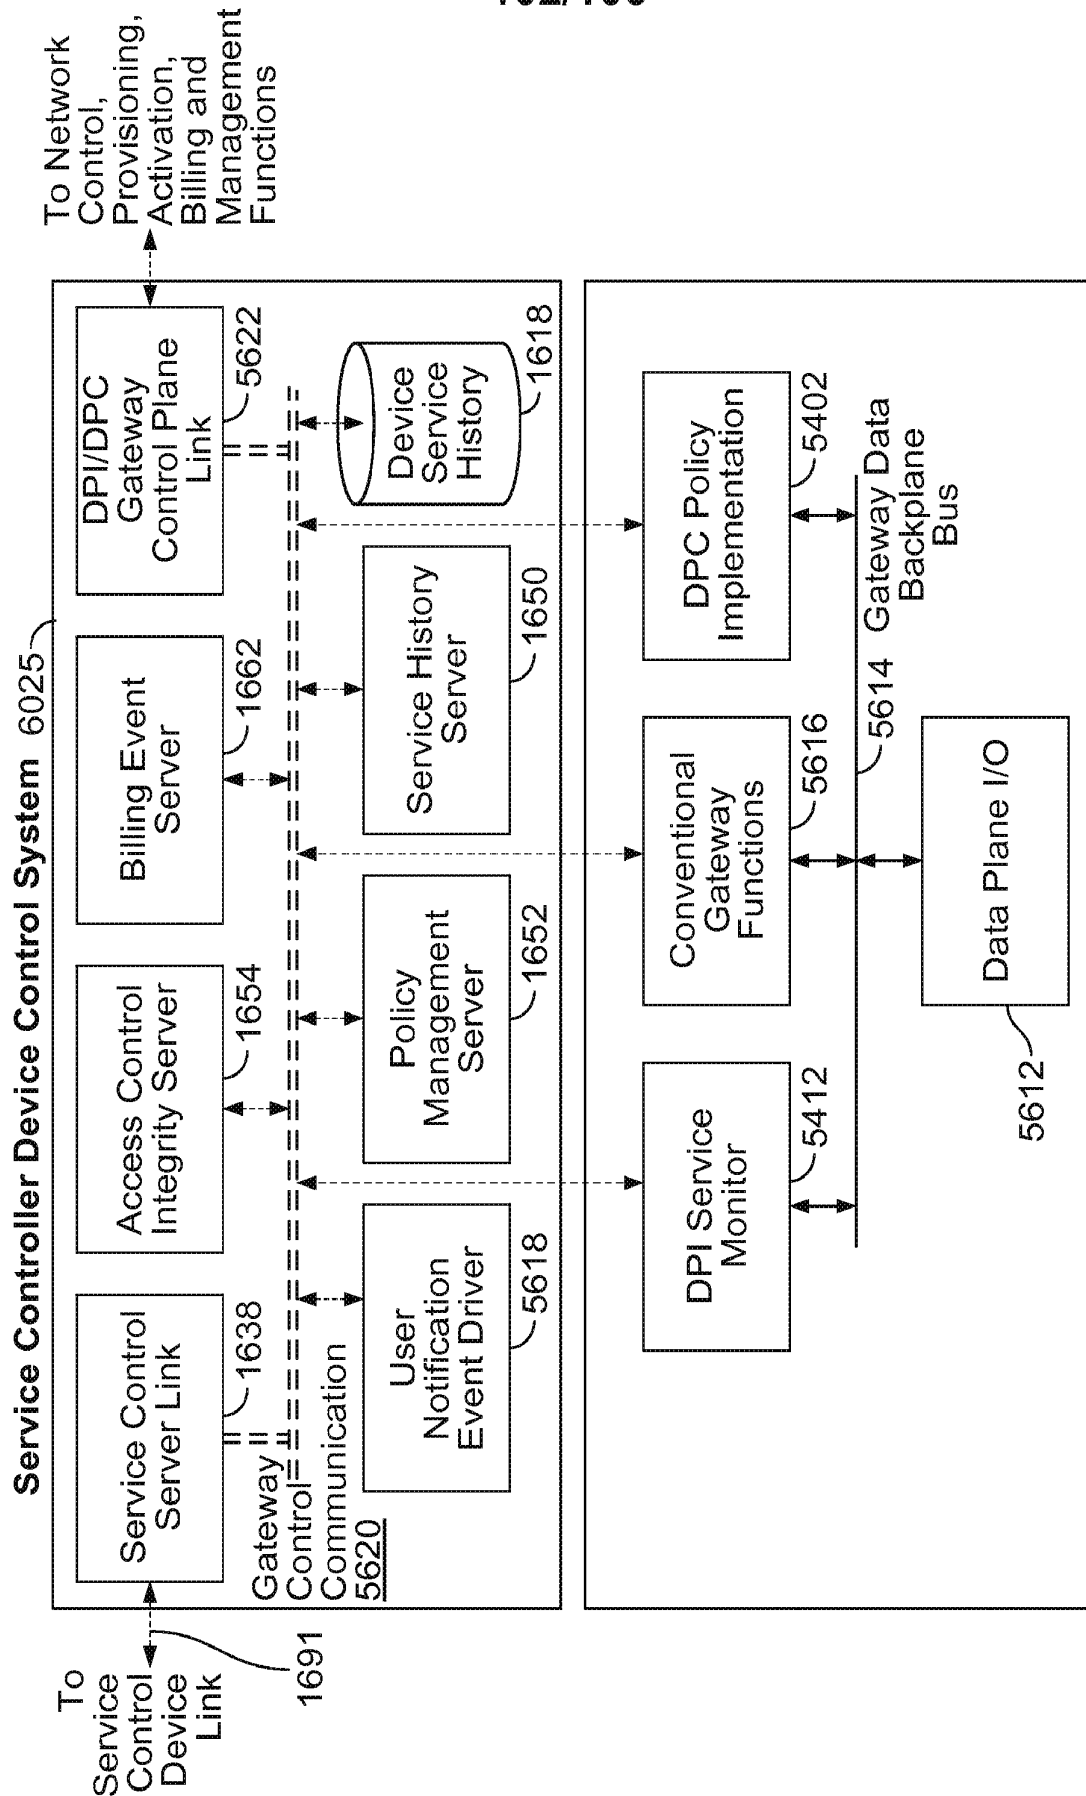 Service Controller Device Control System 6025
To
Service
Control
Device
Link
1691
Service Control
Server Link
1638
Access Control
Integrity Server
1654
Billing Event
Server
1662
DPI/DPC
Gateway
Control Plane
Link
5622
To Network
Control,
Provisioning,
Activation,
Billing and
Management
Functions
Gateway
Control
Communication
5620
User
Notification
Event Driver
5618
Policy
Management
Server
1652
Service History
Server
1650
Device
Service
History
1618
DPI Service
Monitor
5412
Conventional
Gateway
Functions
5616
DPC Policy
Implementation
5402
5614
Gateway Data
Backplane
Bus
Data Plane I/O
5612